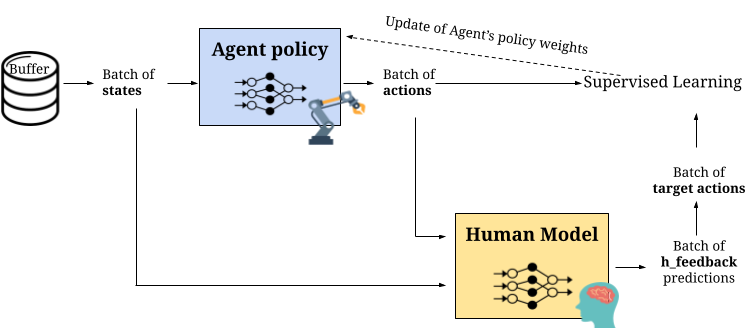 Update of Agent's policy weights
Agent policy
Buffer
Batch of
states
Batch of
actions
Supervised Learning
Batch of
target actions
Human Model
Batch of
h_feedback
predictions